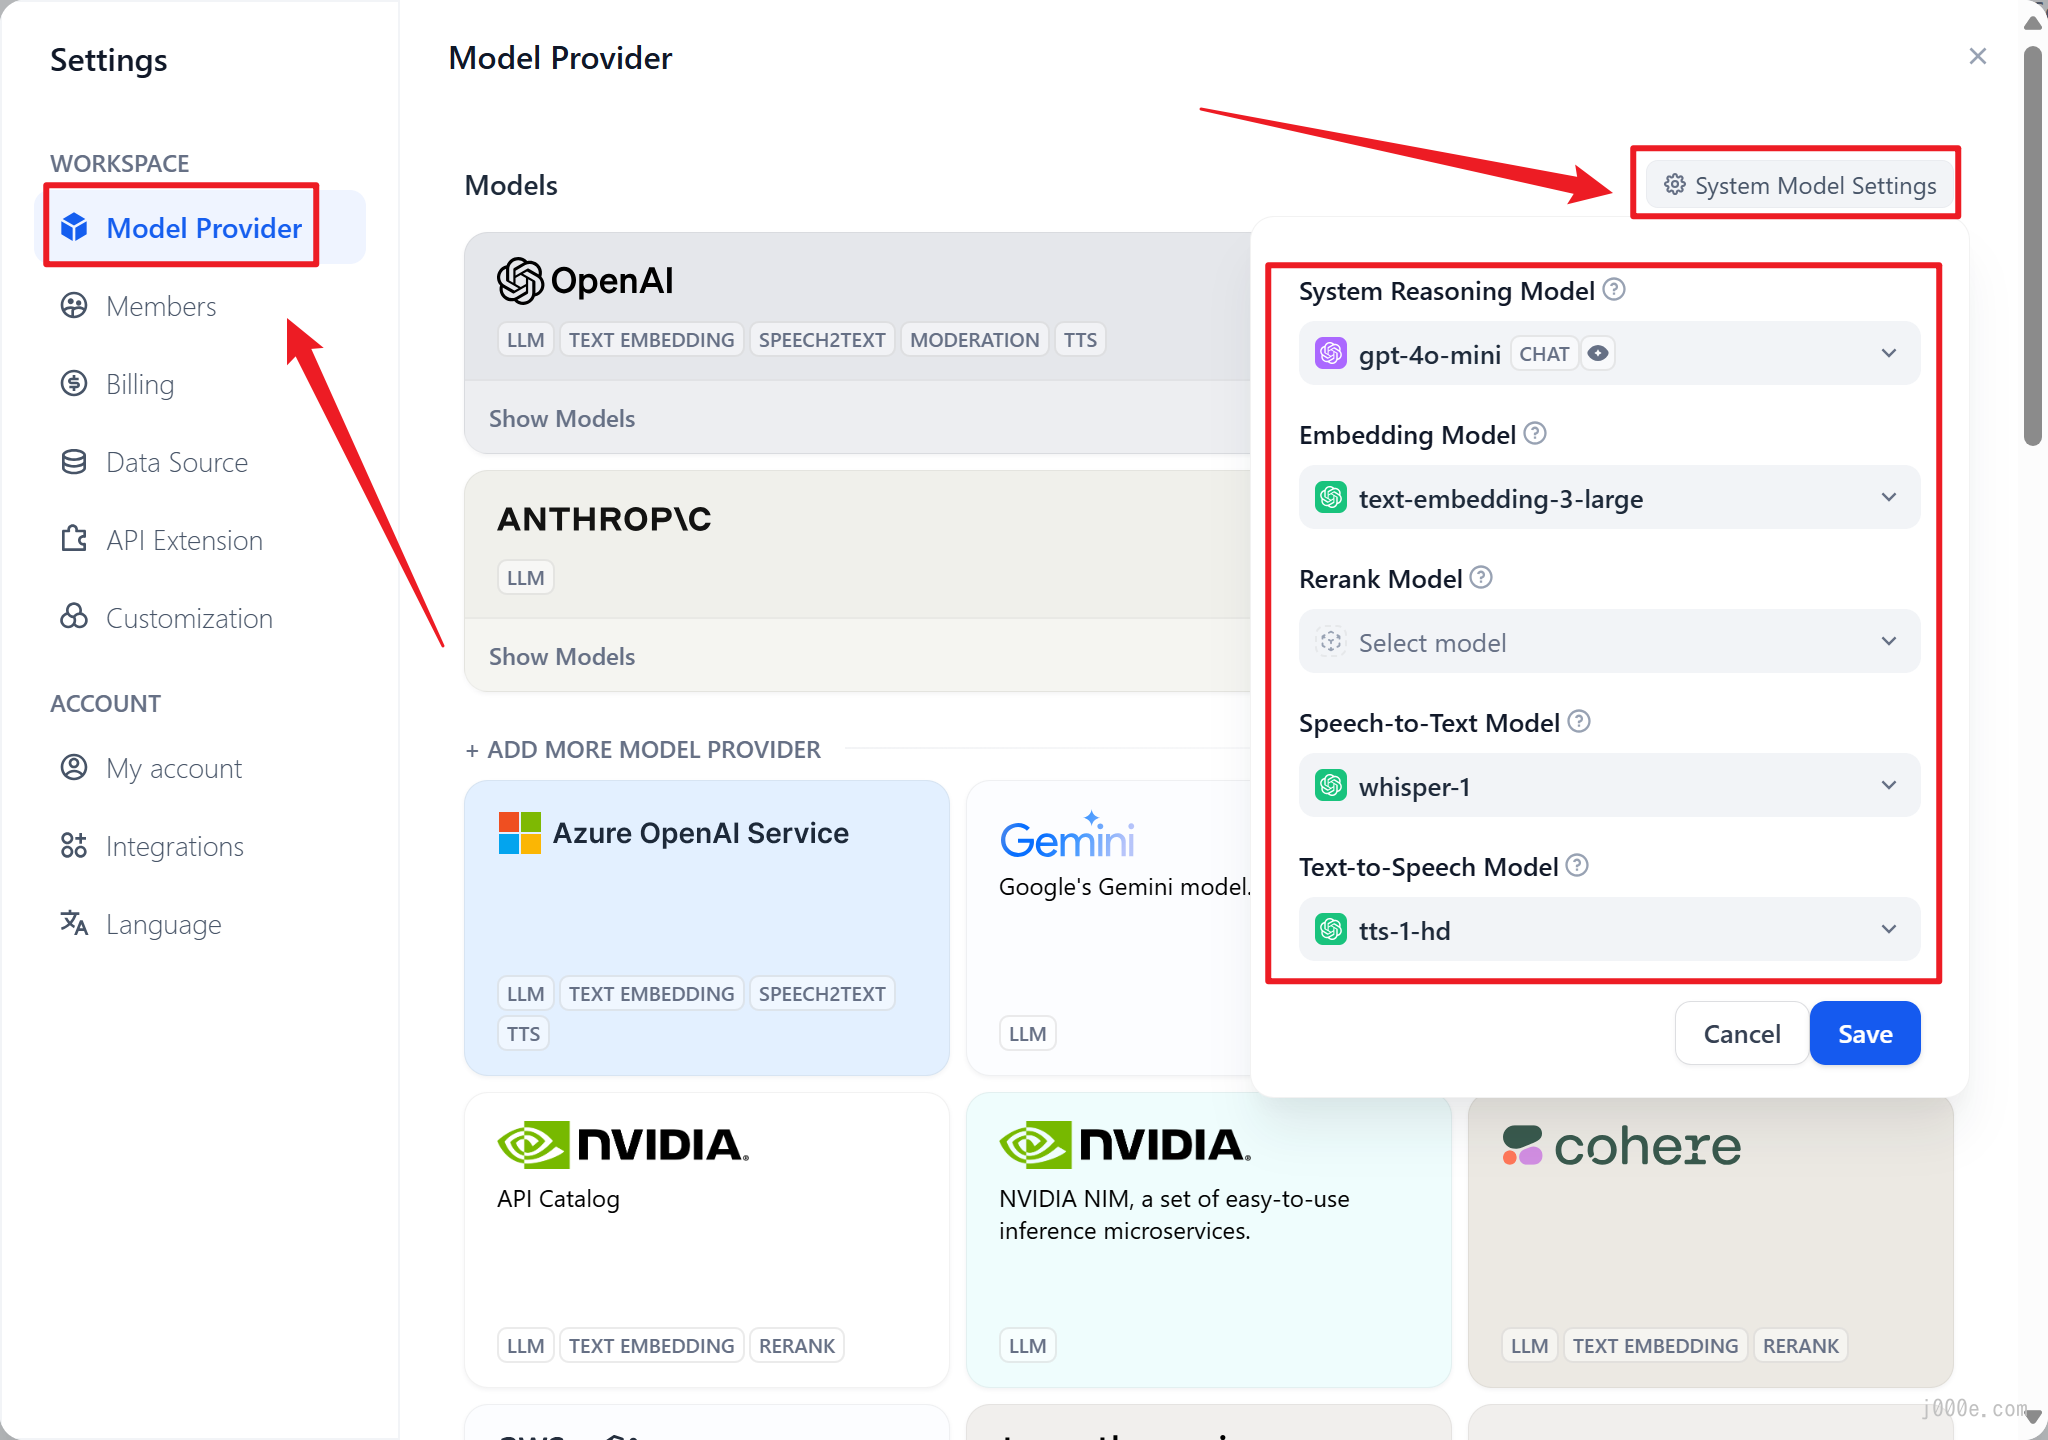 Settings
WORKSPACE
Model Provider
Members
Billing
Data Source
API Extension
Customization
ACCOUNT
My account
Integrations
Language
Model Provider
Models
System Model Settings
OpenAI
LLM TEXT EMBEDDING SPEECH2TEXT MODERATION TTS
Show Models
ANTHROP\C
LLM
Show Models
+ ADD MORE MODEL PROVIDER
Azure OpenAI Service
LLM TEXT EMBEDDING SPEECH2TEXT
TTS
Gemini
Google's Gemini model.
LLM
System Reasoning Model
gpt-4o-mini CHAT
Embedding Model
text-embedding-3-large
Rerank Model
Select model
Speech-to-Text Model
whisper-1
Text-to-Speech Model
tts-1-hd
Cancel Save
NVIDIA.
API Catalog
LLM TEXT EMBEDDING RERANK
NVIDIA.
NVIDIA NIM, a set of easy-to-use
inference microservices.
LLM
cohere
LLM TEXT EMBEDDING RERANK
j000e.com